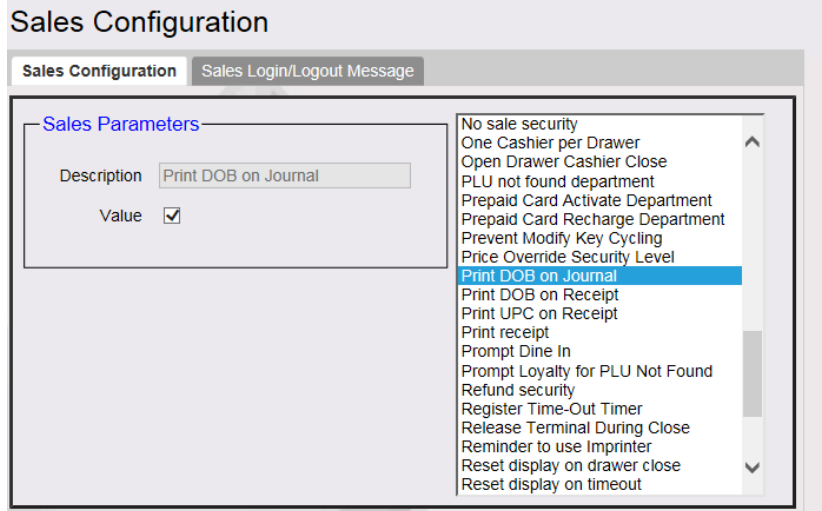 Sales Configuration
Sales Configuration
Sales Login/Logout Message
Sales Parameters
Description
Print DOB on Journal
Value
No sale security
One Cashier per Drawer
Open Drawer Cashier Close
PLU not found department
Prepaid Card Activate Department
Prepaid Card Recharge Department
Prevent Modify Key Cycling
Price Override Security Level
Print DOB on Journal
Print DOB on Receipt
Print UPC on Receipt
Print receipt
Prompt Dine In
Prompt Loyalty for PLU Not Found
Refund security
Register Time-Out Timer
Release Terminal During Close
Reminder to use Imprinter
Reset display on drawer close
Reset display on timeout